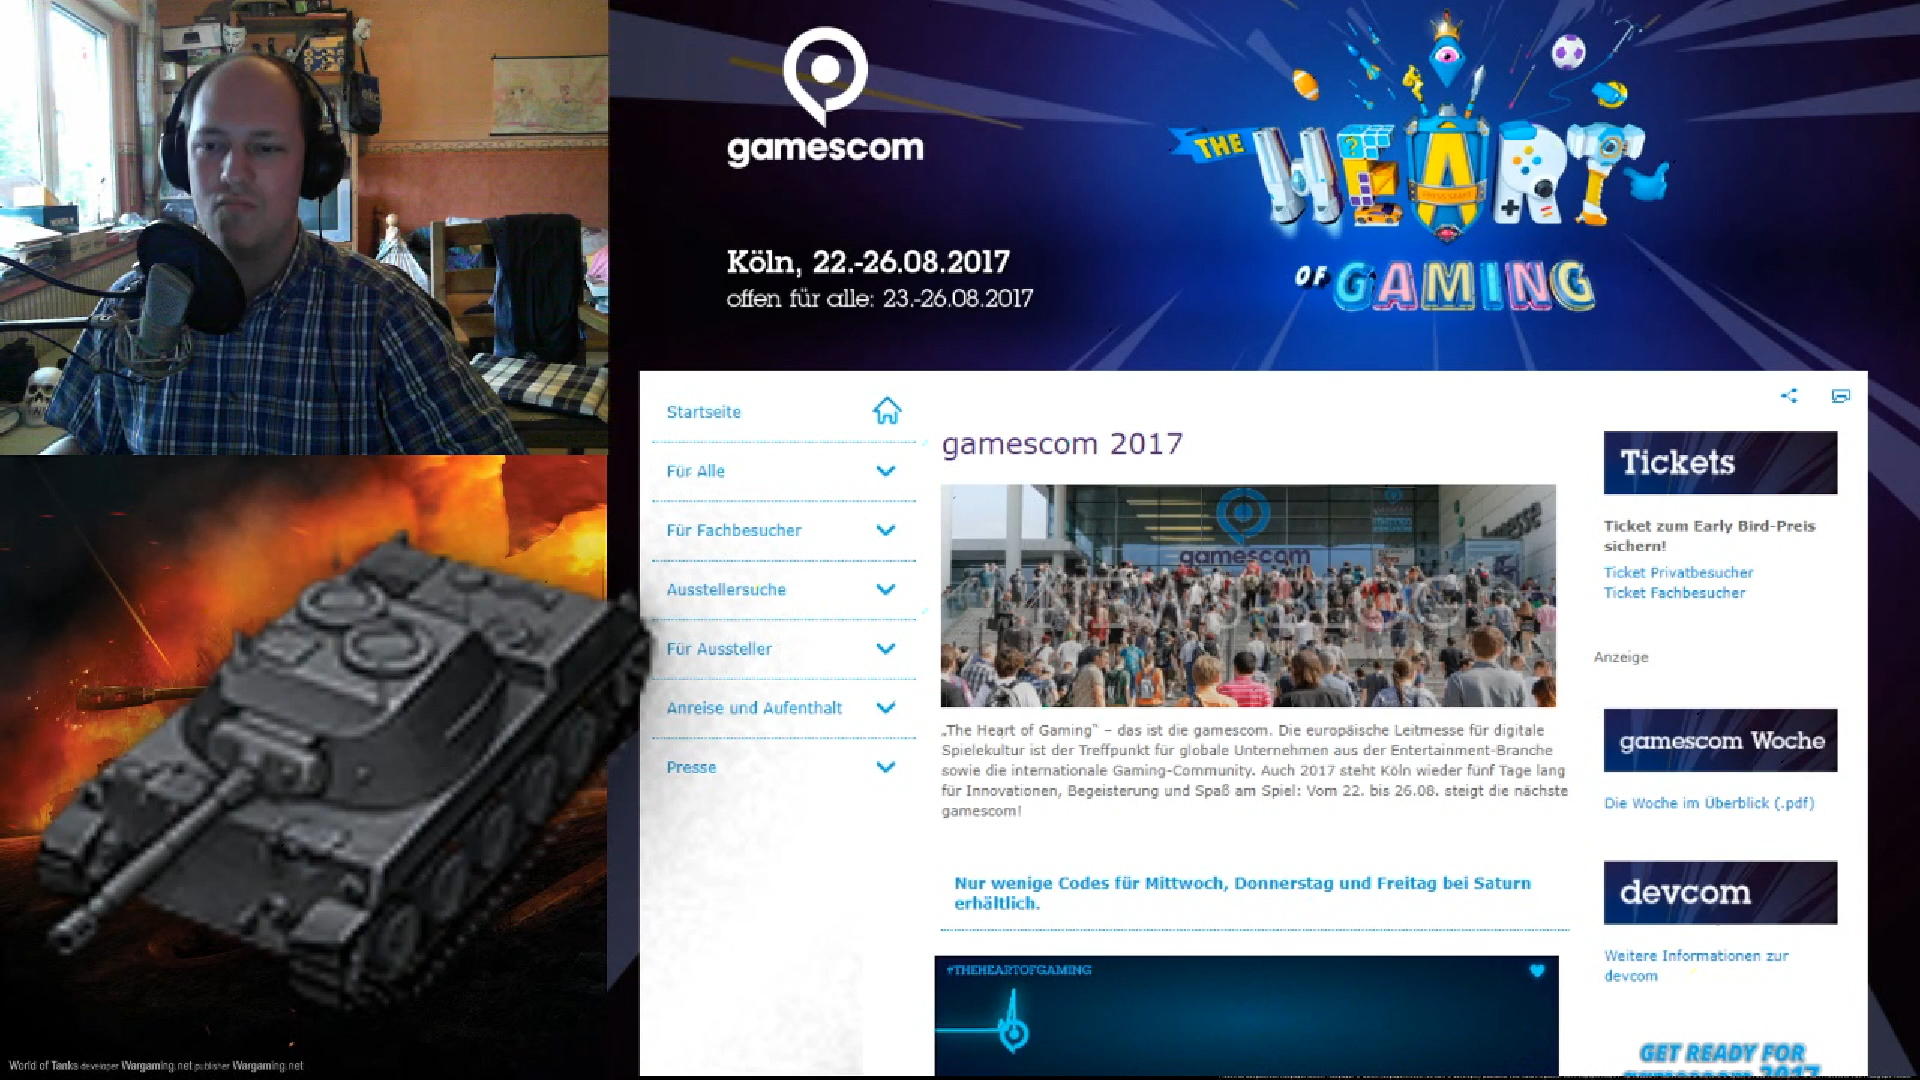 gamescom
THE HEART
OF GAMING
Köln, 22.-26.08.2017
offen für alle: 23.-26.08.2017
Startseite
Für Alle
Für Fachbesucher
Ausstellersuche
Für Aussteller
Anreise und Aufenthalt
Presse
gamescom 2017
gamescom
NEWSBLOG
„The Heart of Gaming“ – das ist die gamescom. Die europäische Leitmesse für digitale
Spielekultur ist der Treffpunkt für globale Unternehmen aus der Entertainment-Branche
sowie die internationale Gaming-Community. Auch 2017 steht Köln wieder fünf Tage lang
für Innovationen, Begeisterung und Spaß am Spiel: Vom 22. bis 26.08. steigt die nächste
gamescom!
Nur wenige Codes für Mittwoch, Donnerstag und Freitag bei Saturn
erhältlich.
#THEHEARTOFGAMING
Tickets
Ticket zum Early Bird-Preis
sichern!
Ticket Privatbesucher
Ticket Fachbesucher
Anzeige
gamescom Woche
Die Woche im Überblick (.pdf)
devcom
Weitere Informationen zur
devcom
GET READY FOR
gamescom 2017
World of Tanks developer Wargaming.net publisher Wargaming.net